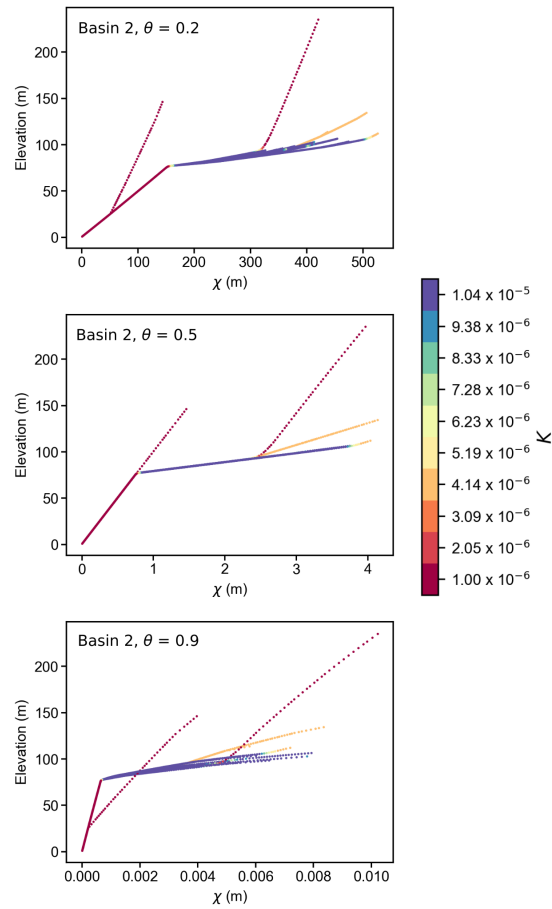 Basin 2, θ = 0.2
200
150
100
50
0
Elevation (m)
0 100 200 300 400 500
χ (m)
Basin 2, θ = 0.5
200
150
100
50
0
Elevation (m)
0 1 2 3 4
χ (m)
Basin 2, θ = 0.9
200
150
100
50
0
Elevation (m)
0.000 0.002 0.004 0.006 0.008 0.010
χ (m)
1.04 x 10⁻⁵
9.38 x 10⁻⁶
8.33 x 10⁻⁶
7.28 x 10⁻⁶
6.23 x 10⁻⁶
5.19 x 10⁻⁶
4.14 x 10⁻⁶
3.09 x 10⁻⁶
2.05 x 10⁻⁶
1.00 x 10⁻⁶
K